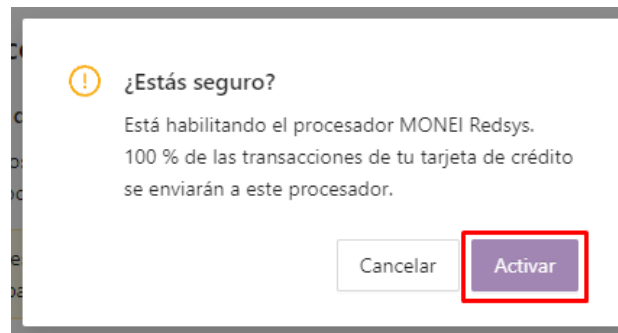 ¿Estás seguro?
Está habilitando el procesador MONEI Redsys.
100 % de las transacciones de tu tarjeta de crédito
se enviarán a este procesador.
Cancelar
Activar